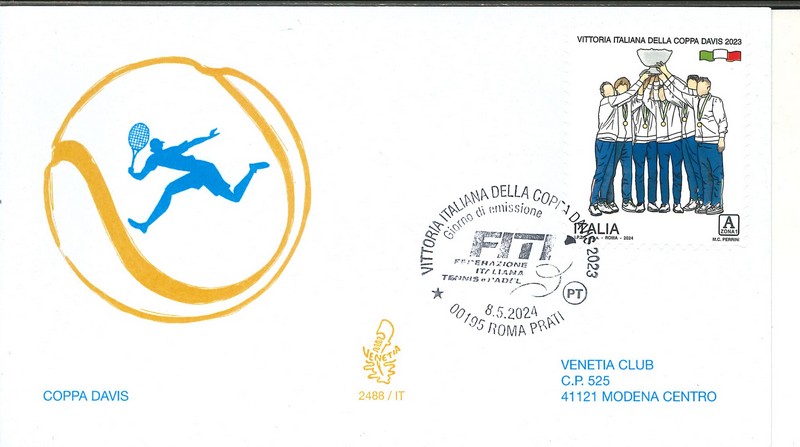 VITTORIA ITALIANA DELLA COPPA DAVIS 2023
ITALIA
ROMA - 2024
A
ZONA 1
M.C. PERRINI
VITTORIA ITALIANA DELLA COPPA DAVIS 2023
Giorno di emissione
FITP
FEDERAZIONE
ITALIANA
TENNIS e PADEL
PT
8.5.2024
00195 ROMA PRATI
VENETIA
2488 / IT
COPPA DAVIS
VENETIA CLUB
C.P. 525
41121 MODENA CENTRO